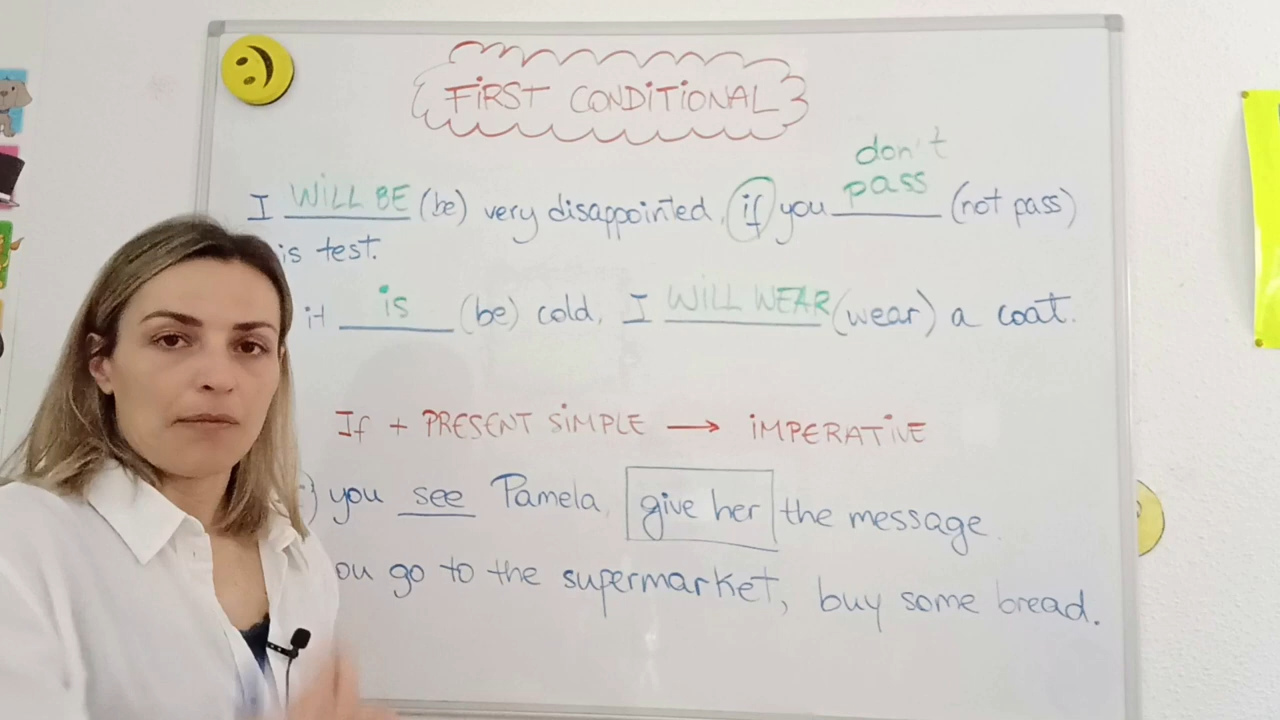 FIRST CONDITIONAL
don't
I WILL BE (be) very disappointed, if you pass (not pass)
is test.
it is (be) cold, I WILL WEAR (wear) a coat.
If + PRESENT SIMPLE → IMPERATIVE
you see Pamela, give her the message.
ou go to the supermarket, buy some bread.